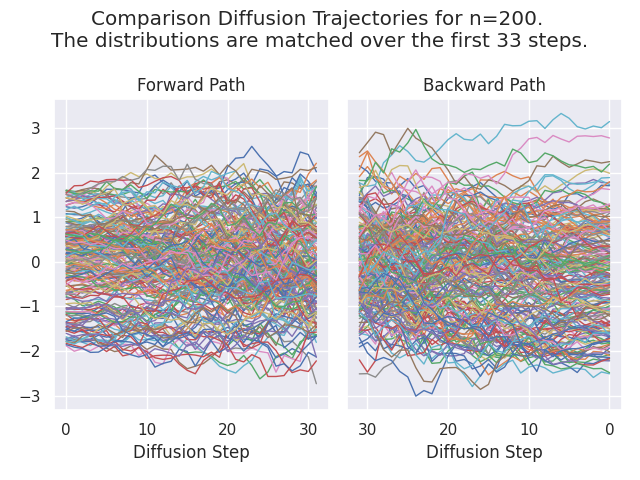 Comparison Diffusion Trajectories for n=200.
The distributions are matched over the first 33 steps.
Forward Path
Backward Path
3
2
1
0
−1
−2
−3
0 10 20 30
30 20 10 0
Diffusion Step
Diffusion Step